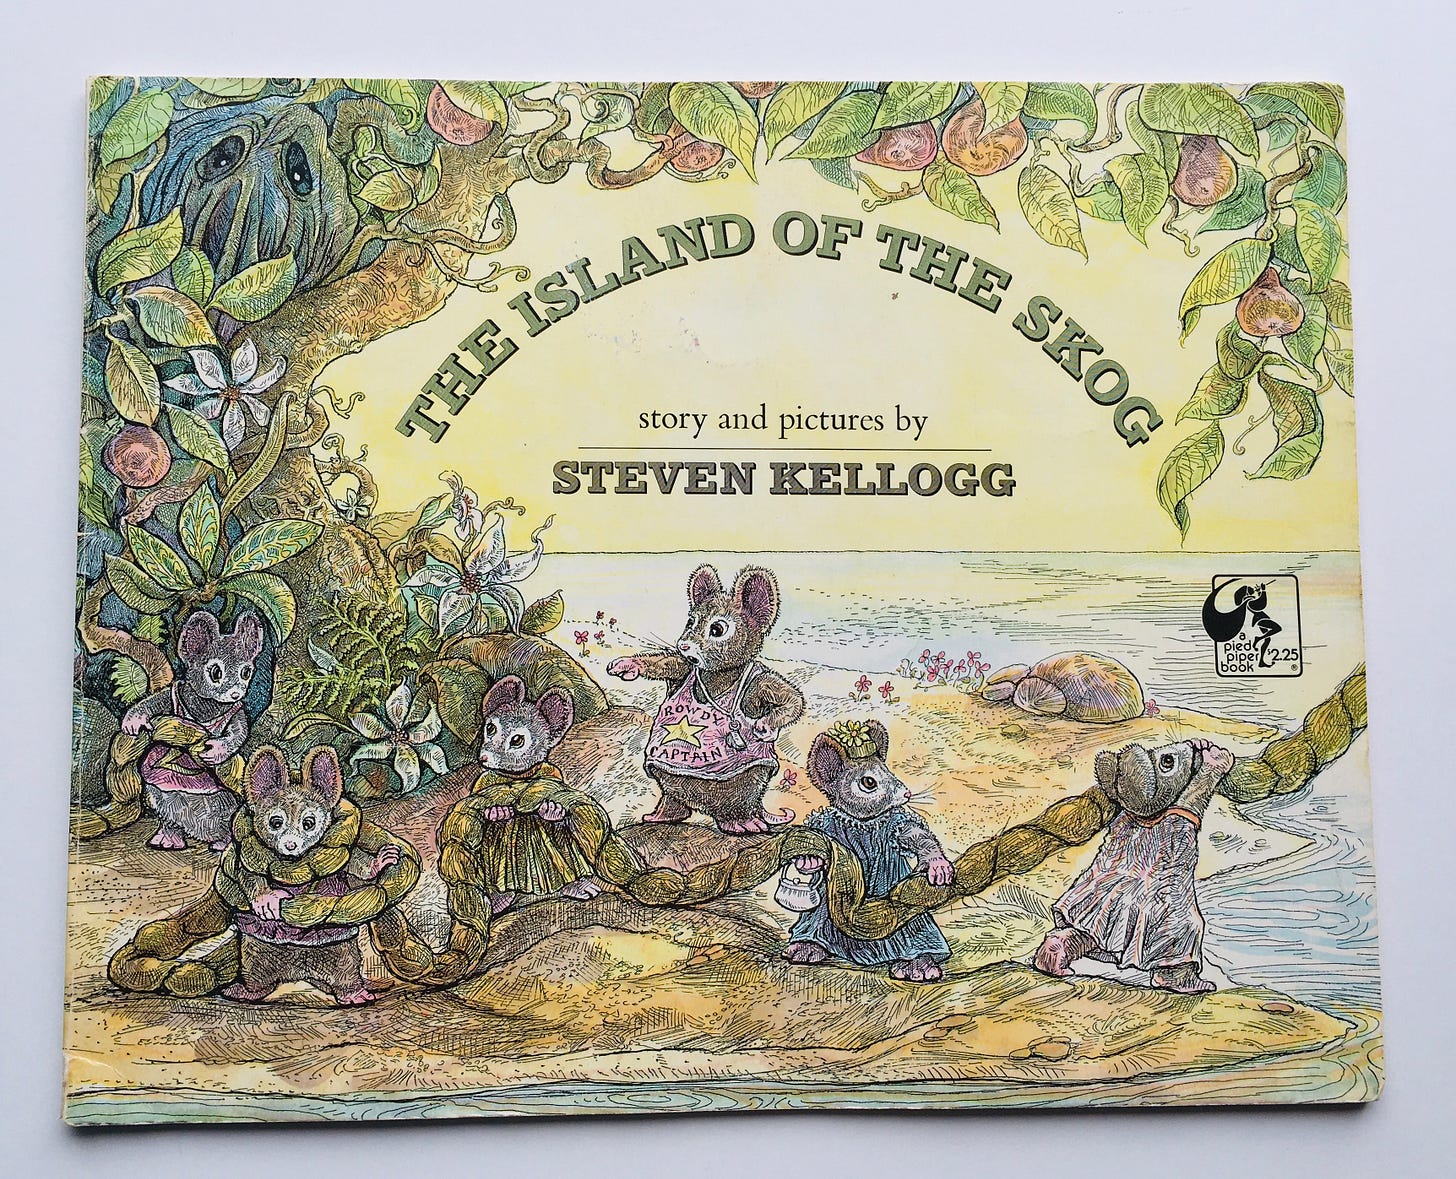 THE ISLAND OF THE SKOG
story and pictures by
STEVEN KELLOGG
ROWDY
CAPTAIN
a
pied
piper $2.25
book ®